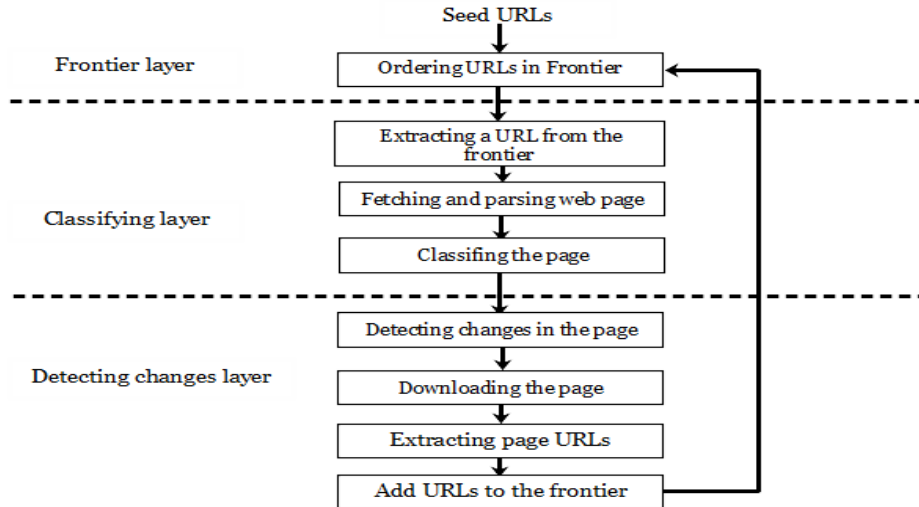 Seed URLs
Frontier layer
Ordering URLs in Frontier
Extracting a URL from the
frontier
Fetching and parsing web page
Classifying layer
Classifing the page
Detecting changes in the page
Detecting changes layer
Downloading the page
Extracting page URLs
Add URLs to the frontier